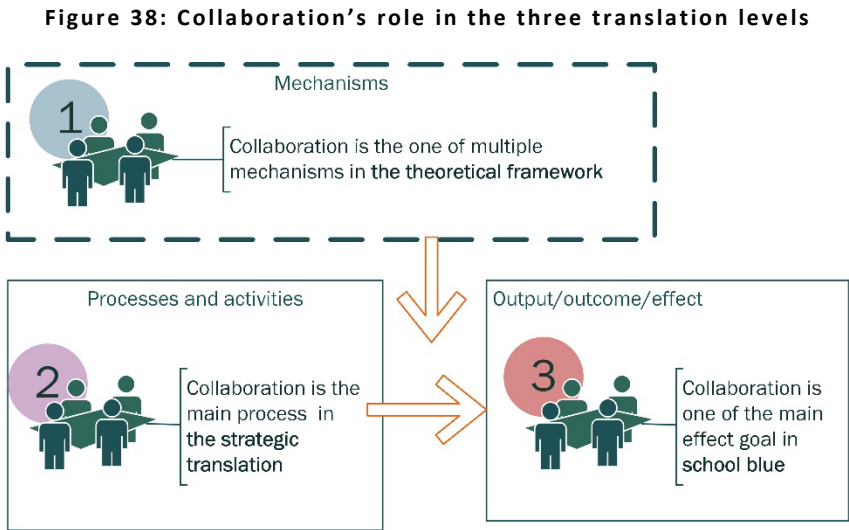 Figure 38: Collaboration’s role in the three translation levels
Mechanisms
1
Collaboration is the one of multiple
mechanisms in the theoretical framework
Processes and activities
2
Collaboration is the
main process in
the strategic
translation
Output/outcome/effect
3
Collaboration is
one of the main
effect goal in
school blue